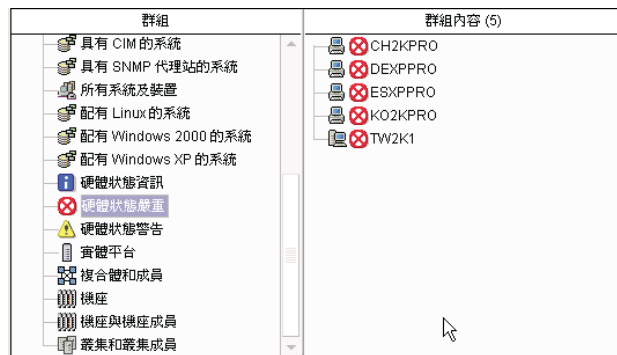 群組
具有 CIM 的系統
具有 SNMP 代理站的系統
所有系統及裝置
配有 Linux 的系統
配有 Windows 2000 的系統
配有 Windows XP 的系統
硬體狀態資訊
硬體狀態嚴重
硬體狀態警告
實體平台
複合體和成員
機座
機座與機座成員
叢集和叢集成員
群組內容 (5)
CH2KPRO
DEXPPRO
ESXPPRO
KO2KPRO
TW2K1